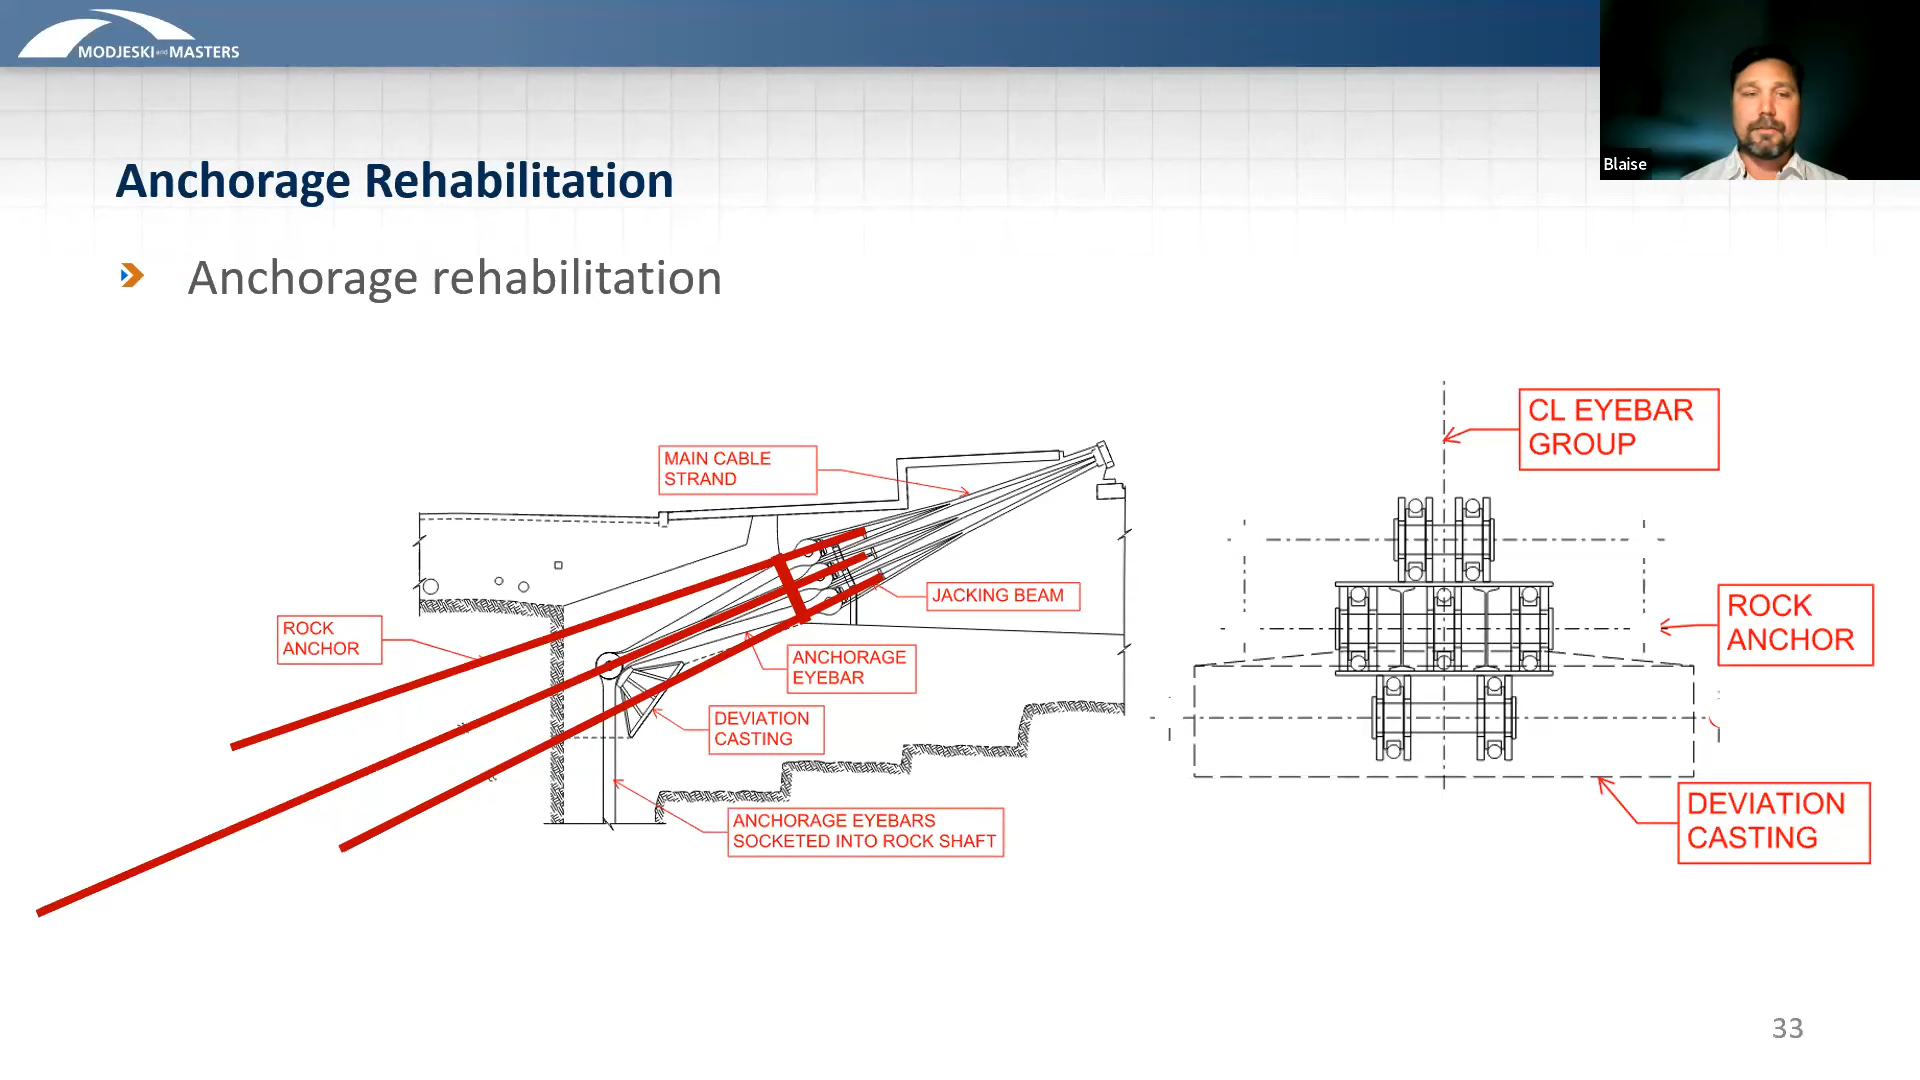 MODJESKI and MASTERS
Blaise
Anchorage Rehabilitation
Anchorage rehabilitation
CL EYEBAR
GROUP
MAIN CABLE
STRAND
JACKING BEAM
ROCK
ANCHOR
ROCK
ANCHOR
ANCHORAGE
EYEBAR
DEVIATION
CASTING
DEVIATION
CASTING
ANCHORAGE EYEBARS
SOCKETED INTO ROCK SHAFT
33